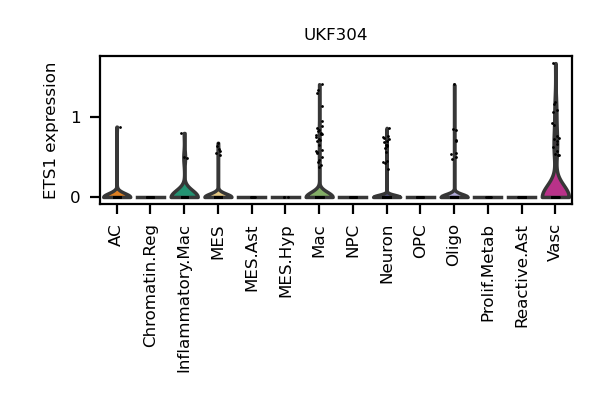 UKF304
ETS1 expression
1
0
AC
Chromatin.Reg
Inflammatory.Mac
MES
MES.Ast
MES.Hyp
Mac
NPC
Neuron
OPC
Oligo
Prolif.Metab
Reactive.Ast
Vasc